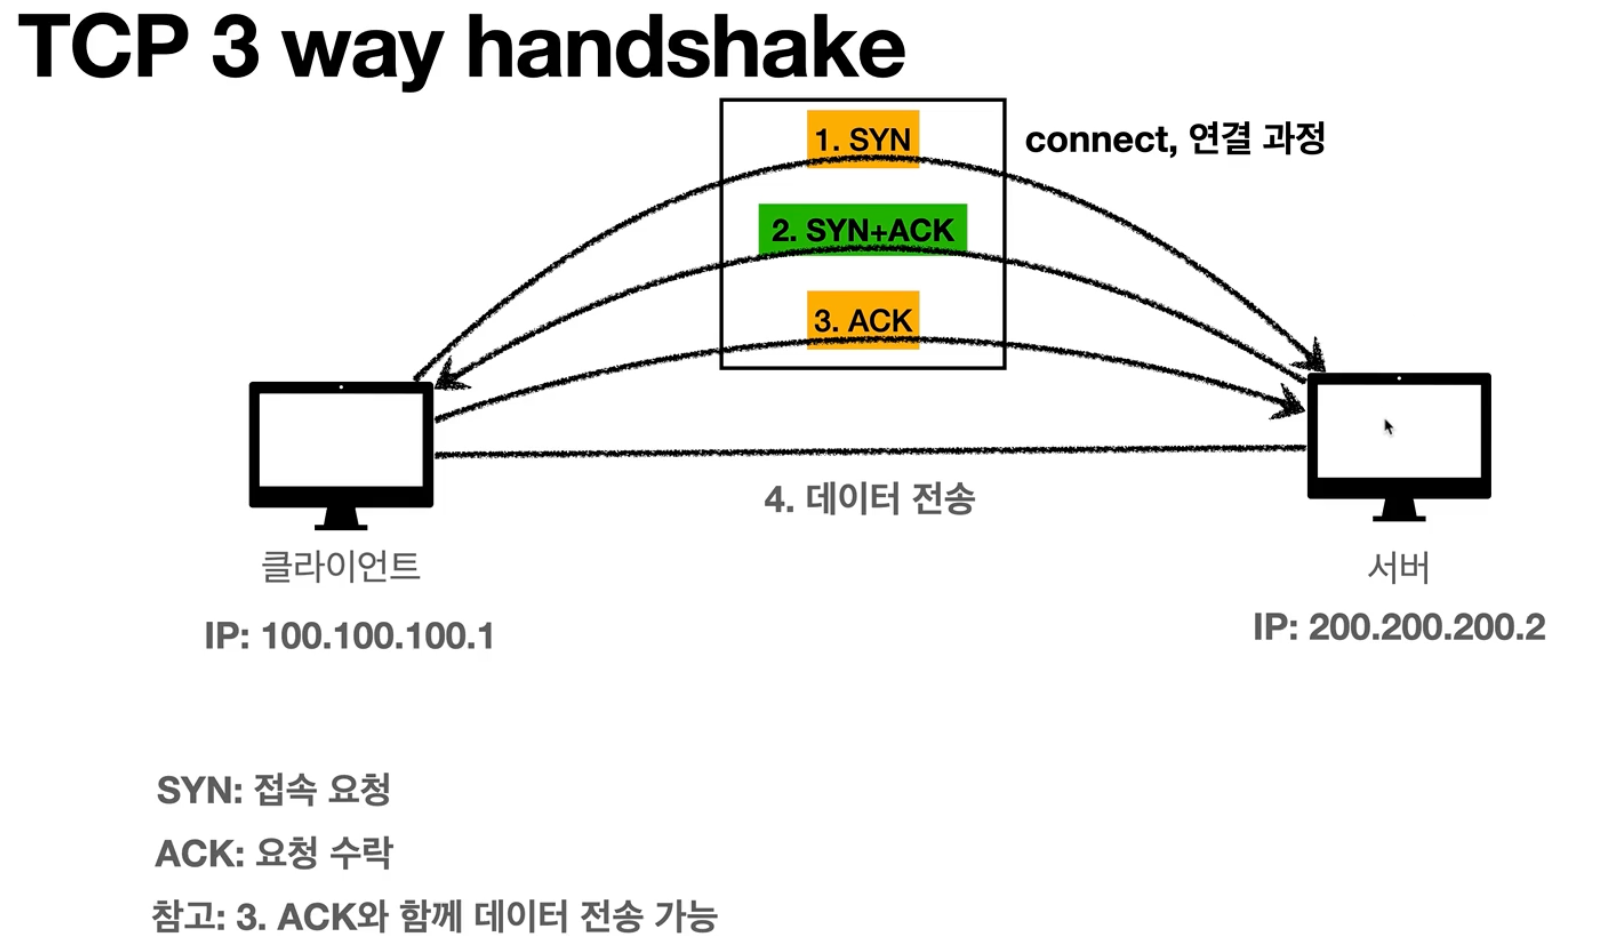 TCP 3 way handshake
1. SYN
connect, 연결 과정
2. SYN+ACK
3. ACK
4. 데이터 전송
클라이언트
서버
IP: 100.100.100.1
IP: 200.200.200.2
SYN: 접속 요청
ACK: 요청 수락
참고: 3. ACK와 함께 데이터 전송 가능